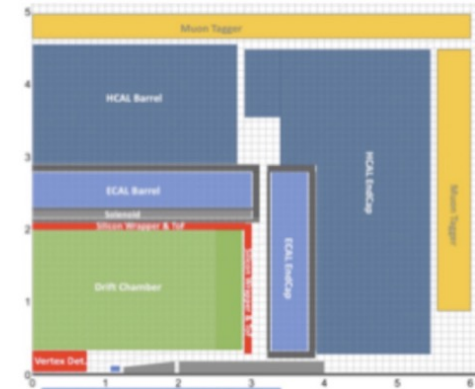 5
Muon Tagger
4
HCAL Barrel
HCAL EndCap
3
ECAL Barrel
Solenoid
2
Silicon Wrapper & ToF
Muon Tagger
ECAL EndCap
Drift Chamber
Silicon Wrapper & ToF
1
Vertex Det.
0
0 1 2 3 4 5 6